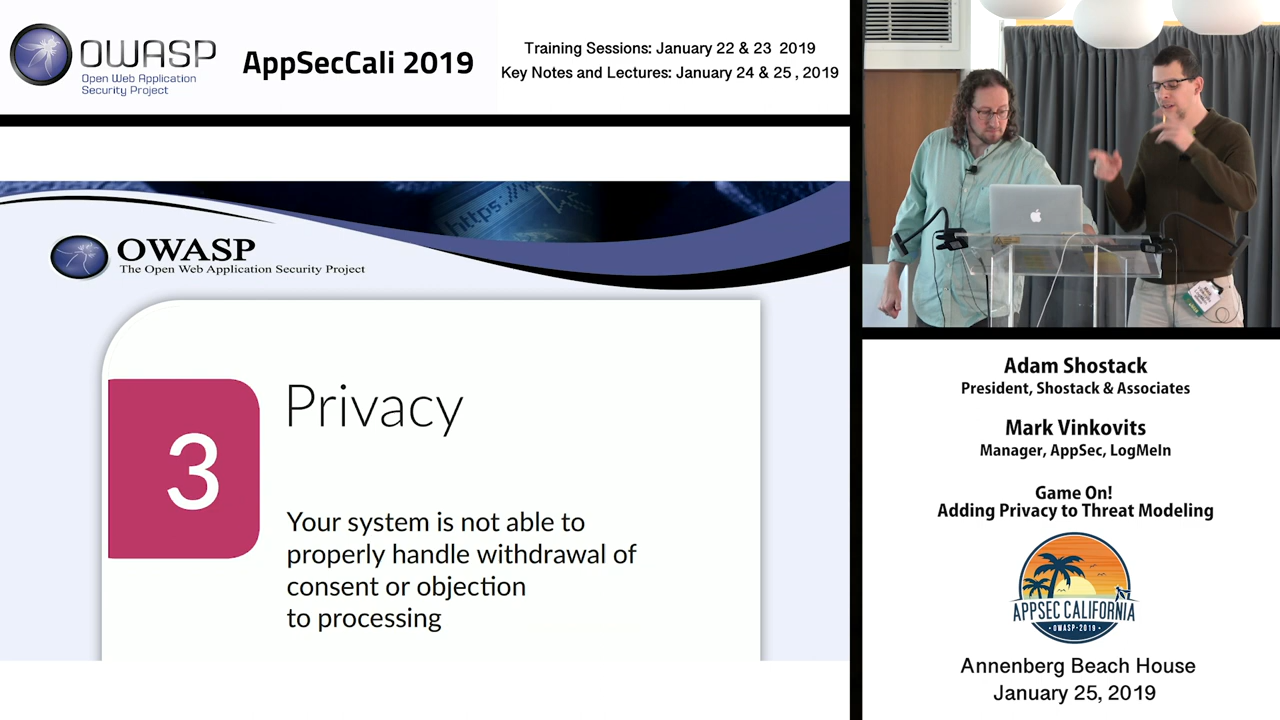 OWASP
Open Web Application
Security Project
AppSecCali 2019
Training Sessions: January 22 & 23 2019
Key Notes and Lectures: January 24 & 25 , 2019
https:/
OWASP
The Open Web Application Security Project
3
Privacy
Your system is not able to
properly handle withdrawal of
consent or objection
to processing
Adam Shostack
President, Shostack & Associates
Mark Vinkovits
Manager, AppSec, LogMeIn
Game On!
Adding Privacy to Threat Modeling
APPSEC CALIFORNIA
• OWASP-2019 •
Annenberg Beach House
January 25, 2019